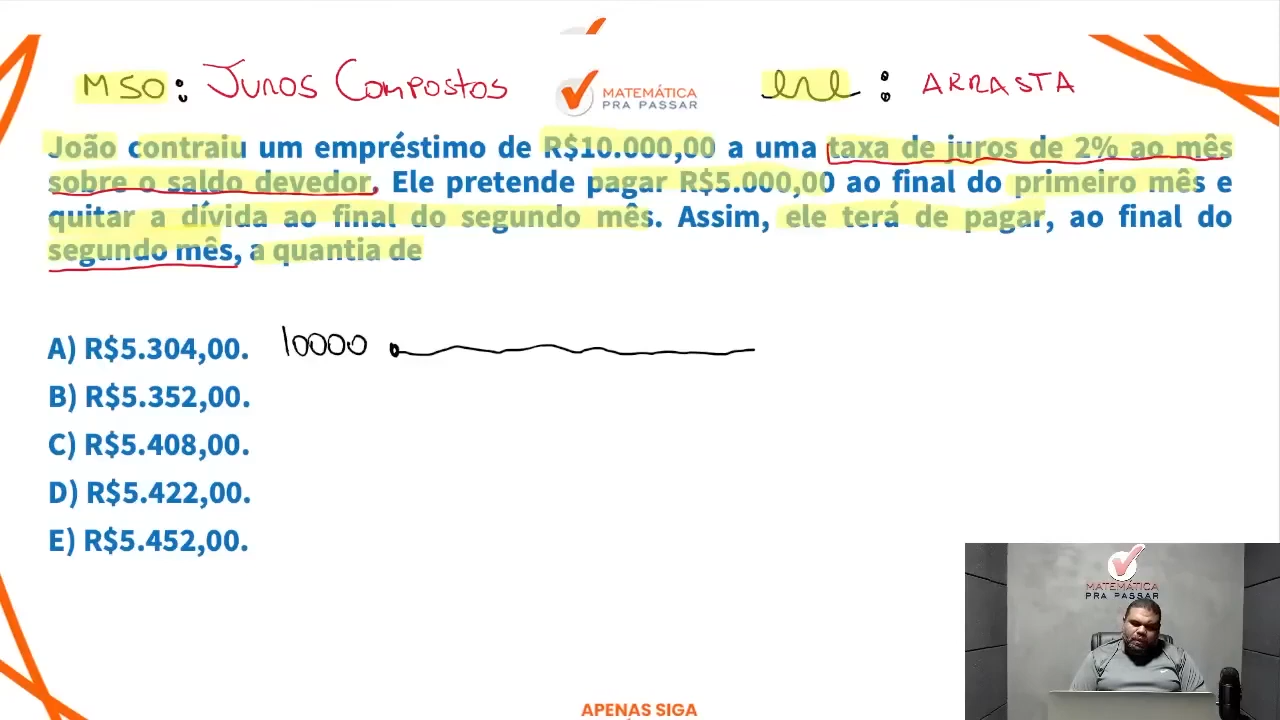 MSO: Juros Compostos
MATEMÁTICA
PRA PASSAR
: ARRASTA
João contraiu um empréstimo de R$10.000,00 a uma taxa de juros de 2% ao mês
sobre o saldo devedor. Ele pretende pagar R$5.000,00 ao final do primeiro mês e
quitar a dívida ao final do segundo mês. Assim, ele terá de pagar, ao final do
segundo mês, a quantia de
A) R$5.304,00.
10000
B) R$5.352,00.
C) R$5.408,00.
D) R$5.422,00.
E) R$5.452,00.
MATEMÁTICA
PRA PASSAR
APENAS SIGA